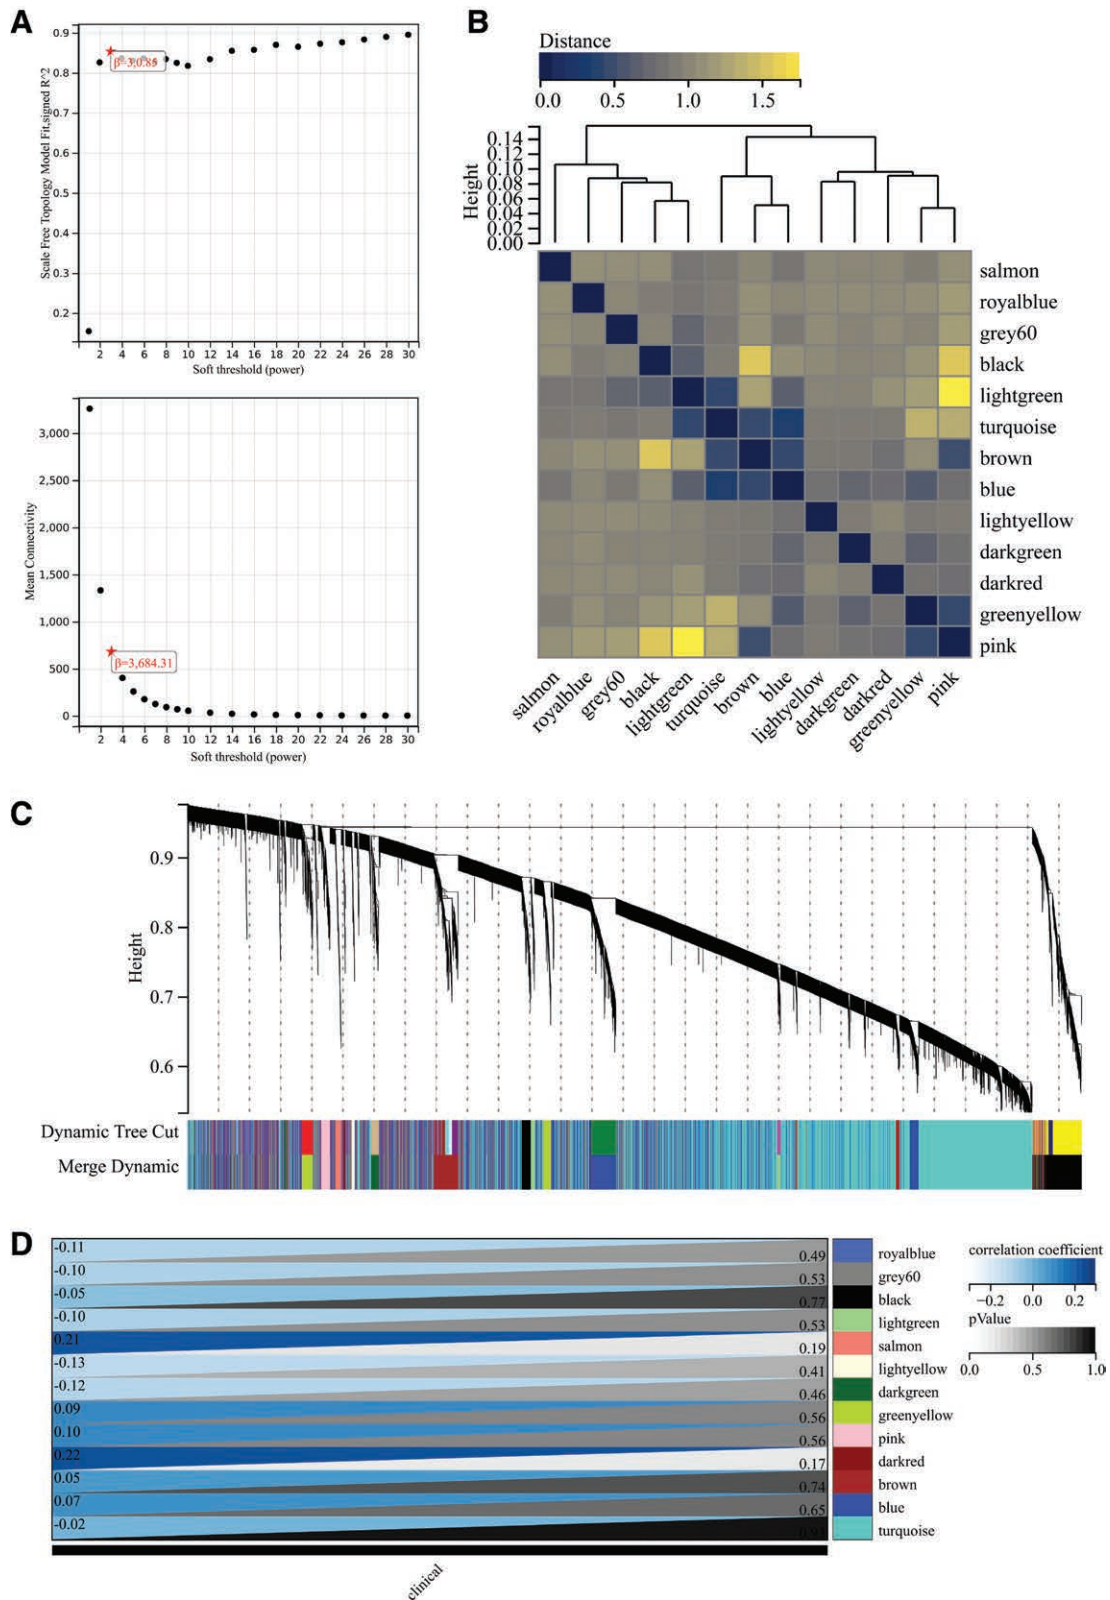 A
Scale Free Topology Model Fit,signed R^2
0.9
0.8
0.7
0.6
0.5
0.4
0.3
0.2
β=3,0.85
2 4 6 8 10 12 14 16 18 20 22 24 26 28 30
Soft threshold (power)
Mean Connectivity
3,000
2,500
2,000
1,500
1,000
500
0
β=3,684.31
2 4 6 8 10 12 14 16 18 20 22 24 26 28 30
Soft threshold (power)
B
Distance
0.0 0.5 1.0 1.5
Height
0.14
0.12
0.10
0.08
0.06
0.04
0.02
0.00
salmon
royalblue
grey60
black
lightgreen
turquoise
brown
blue
lightyellow
darkgreen
darkred
greenyellow
pink
salmon royalblue grey60 black lightgreen turquoise brown blue lightyellow darkgreen darkred greenyellow pink
C
Height
0.9
0.8
0.7
0.6
Dynamic Tree Cut
Merge Dynamic
D
-0.11 0.49 royalblue
-0.10 0.53 grey60
-0.05 0.77 black
-0.10 0.53 lightgreen
0.21 0.19 salmon
-0.13 0.41 lightyellow
-0.12 0.46 darkgreen
0.09 0.56 greenyellow
0.10 0.56 pink
0.22 0.17 darkred
0.05 0.74 brown
0.07 0.65 blue
-0.02 turquoise
clinical
correlation coefficient
−0.2 0.0 0.2
pValue
0.0 0.5 1.0